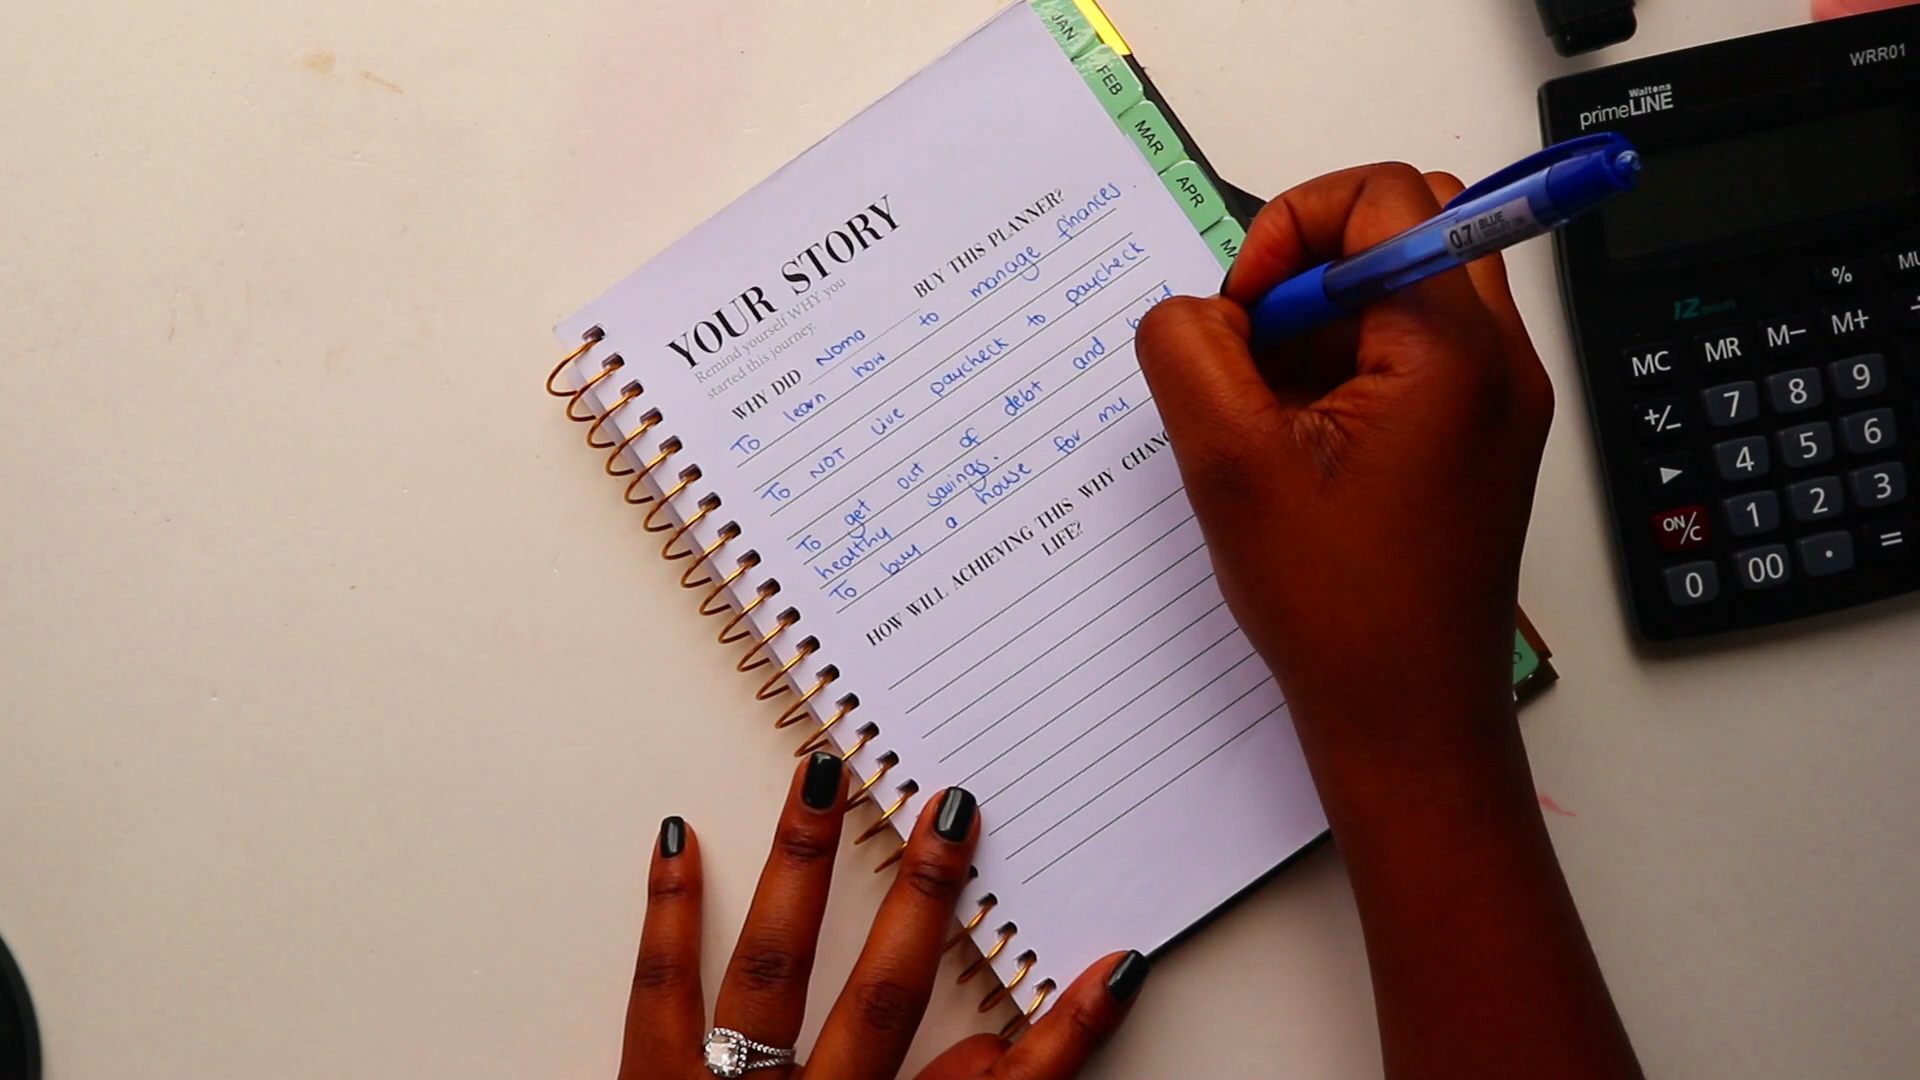 YOUR STORY
Remind yourself WHY you
started this journey.
WHY DID Noma BUY THIS PLANNER?
To learn how to manage finances.
To NOT live paycheck to paycheck
To get out of debt and build
healthy savings.
To buy a house for my
HOW WILL ACHIEVING THIS WHY
LIFE?
JAN
FEB
MAR
APR
0.7 BLUE
Waltons
primeLINE
WRR01
12 DIGITS
%
MC MR M− M+
+/− 7 8 9
▶ 4 5 6
ON/C 1 2 3
0 00 . =